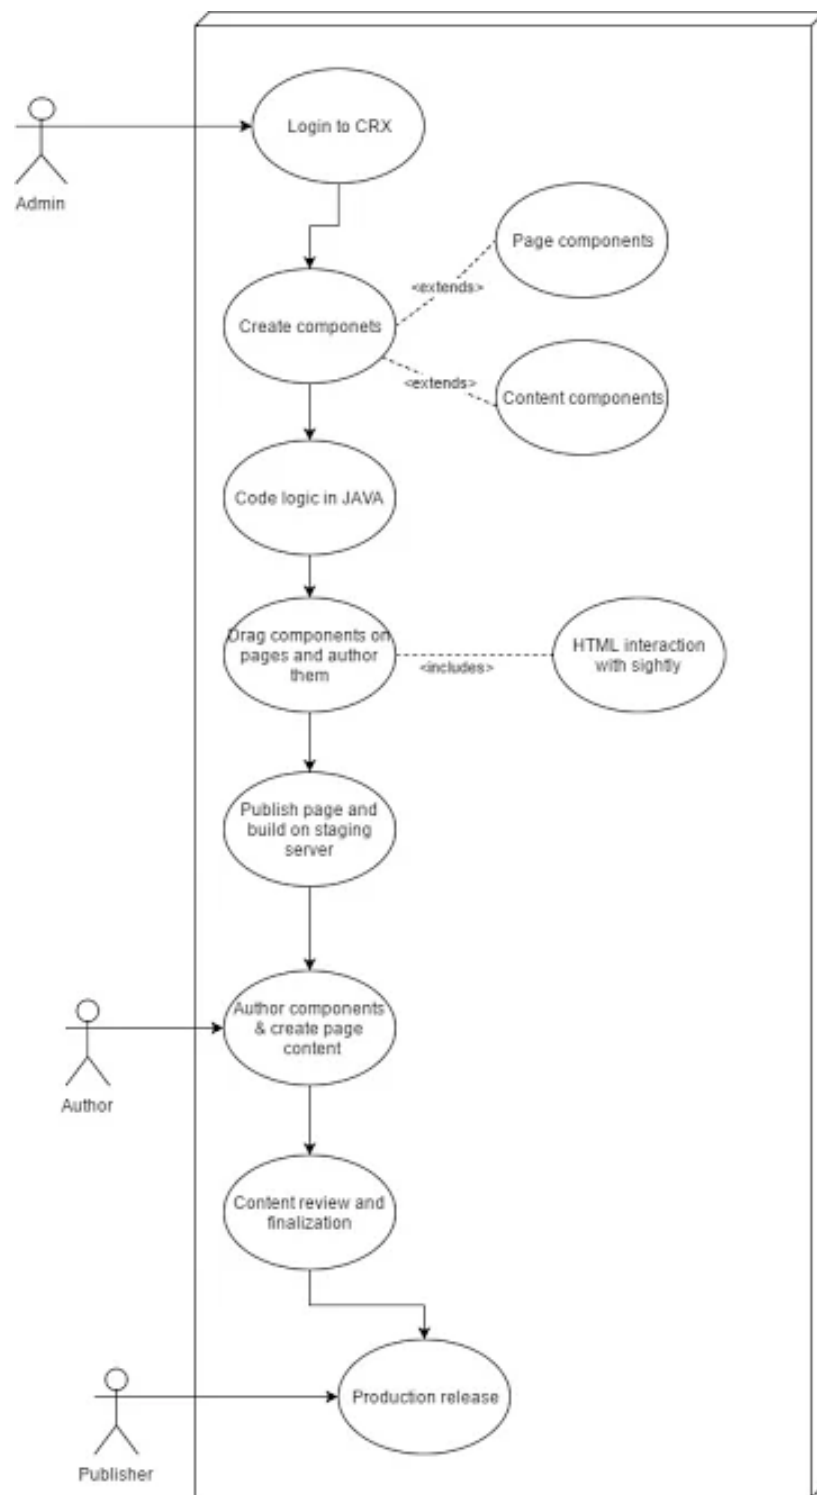 Login to CRX
Admin
Page components
<extends>
Create componets
<extends>
Content components
Code logic in JAVA
Drag components on
pages and author
them
<includes>
HTML interaction
with sightly
Publish page and
build on staging
server
Author components
& create page
content
Author
Content review and
finalization
Production release
Publisher